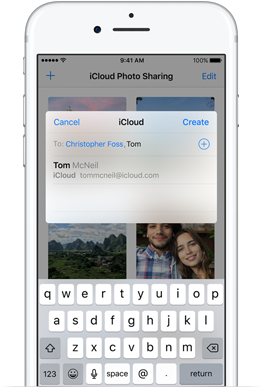 9:41 AM
100%
iCloud Photo Sharing
Edit
Cancel
iCloud
Create
To: Christopher Foss, Tom
Tom McNeil
iCloud tommcneil@icloud.com
q w e r t y u i o p
a s d f g h j k l
z x c v b n m
123 space @ . return